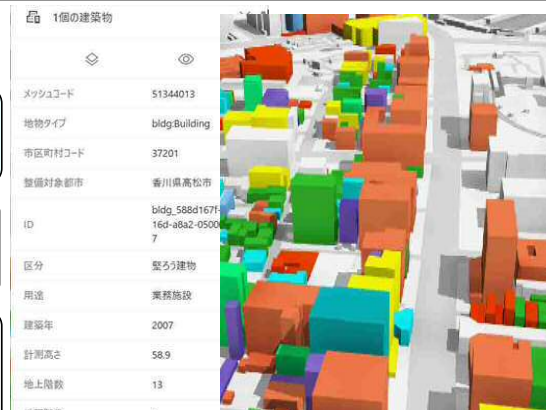 1個の建築物
メッシュコード 51344013
地物タイプ bldg:Building
市区町村コード 37201
整備対象都市 香川県高松市
ID bldg_588d167f-
16d-a8a2-0500
7
区分 堅ろう建物
用途 業務施設
建築年 2007
計測高さ 58.9
地上階数 13